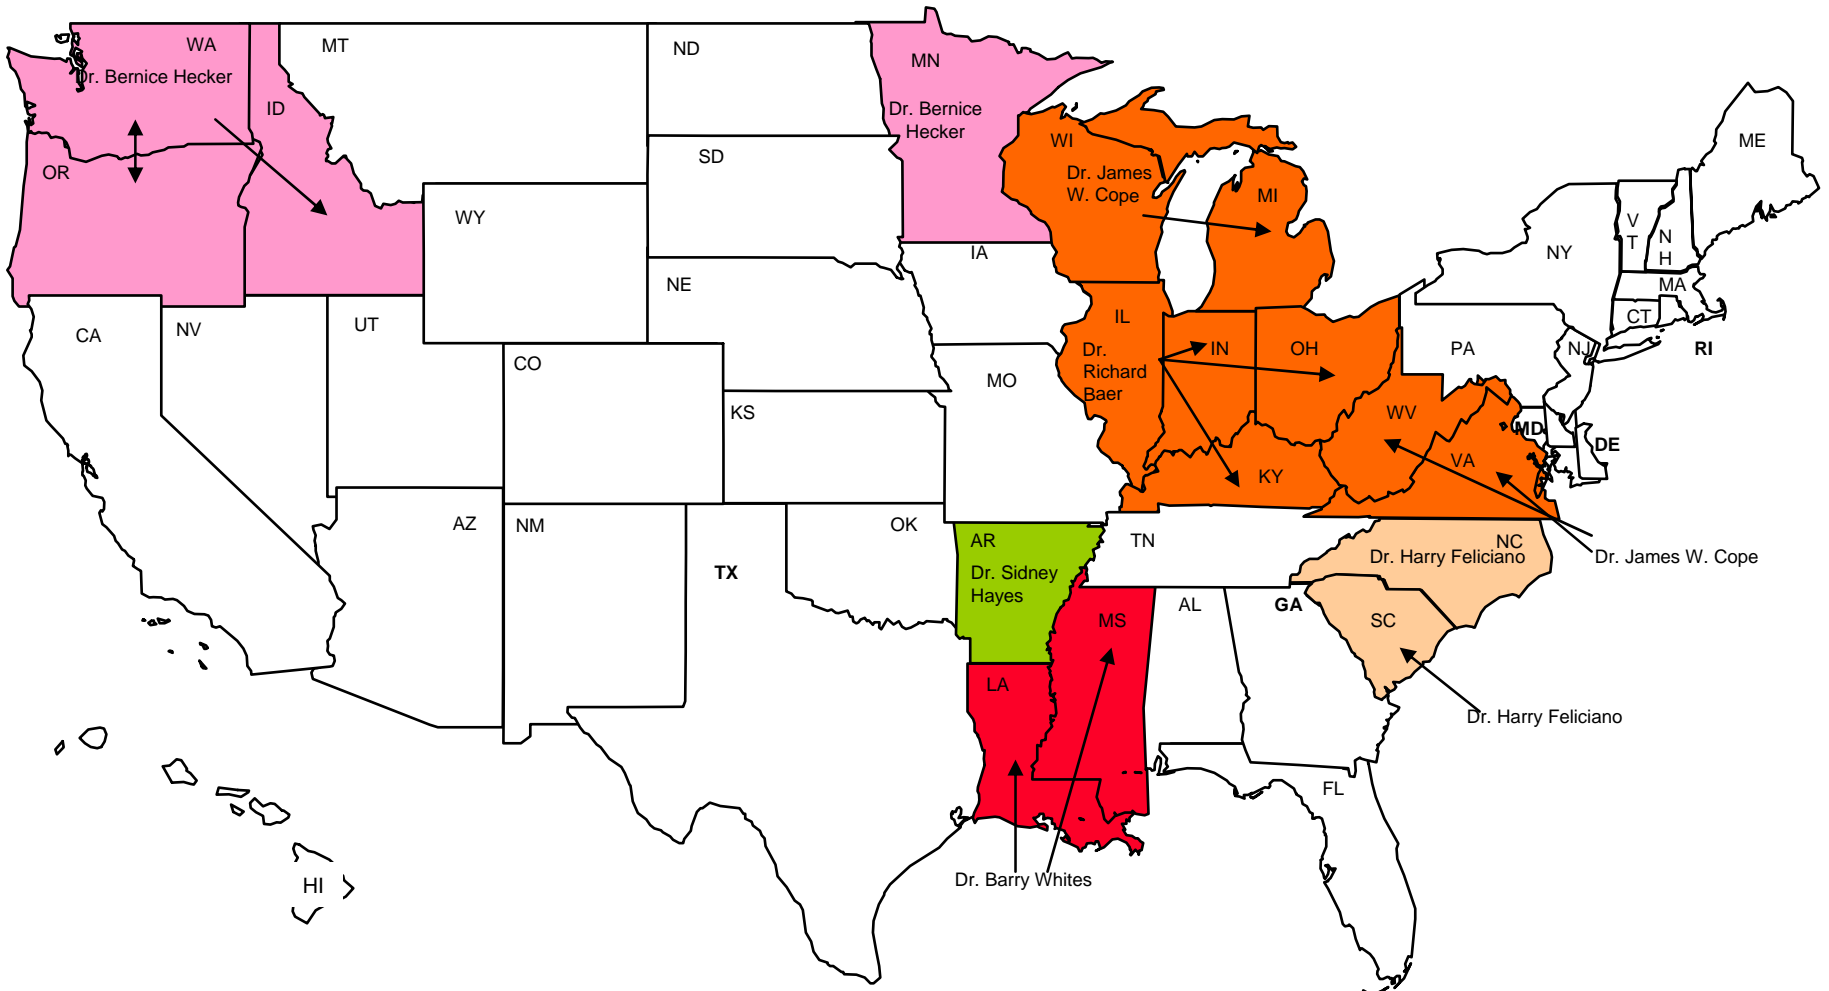 WA
Dr. Bernice Hecker
MT
ND
MN
Dr. Bernice
Hecker
ID
OR
SD
WI
Dr. James
W. Cope
MI
ME
WY
IA
NE
NY
V
T
N
H
MA
CT
RI
CA
NV
UT
CO
IL
Dr.
Richard
Baer
IN
OH
PA
NJ
MO
KS
WV
MD
DE
VA
KY
AZ
NM
OK
TX
AR
Dr. Sidney
Hayes
TN
NC
Dr. Harry Feliciano
Dr. James W. Cope
AL
GA
MS
SC
LA
Dr. Harry Feliciano
FL
Dr. Barry Whites
HI